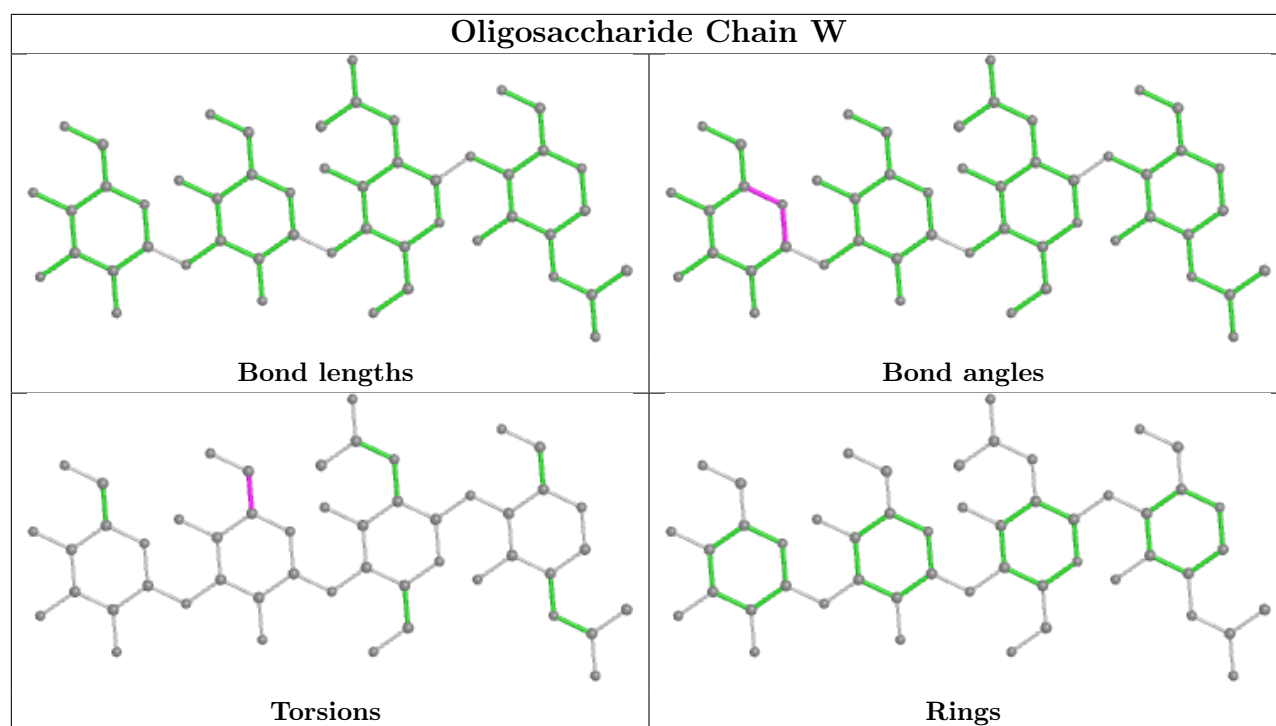 Oligosaccharide Chain W
Bond lengths
Bond angles
Torsions
Rings